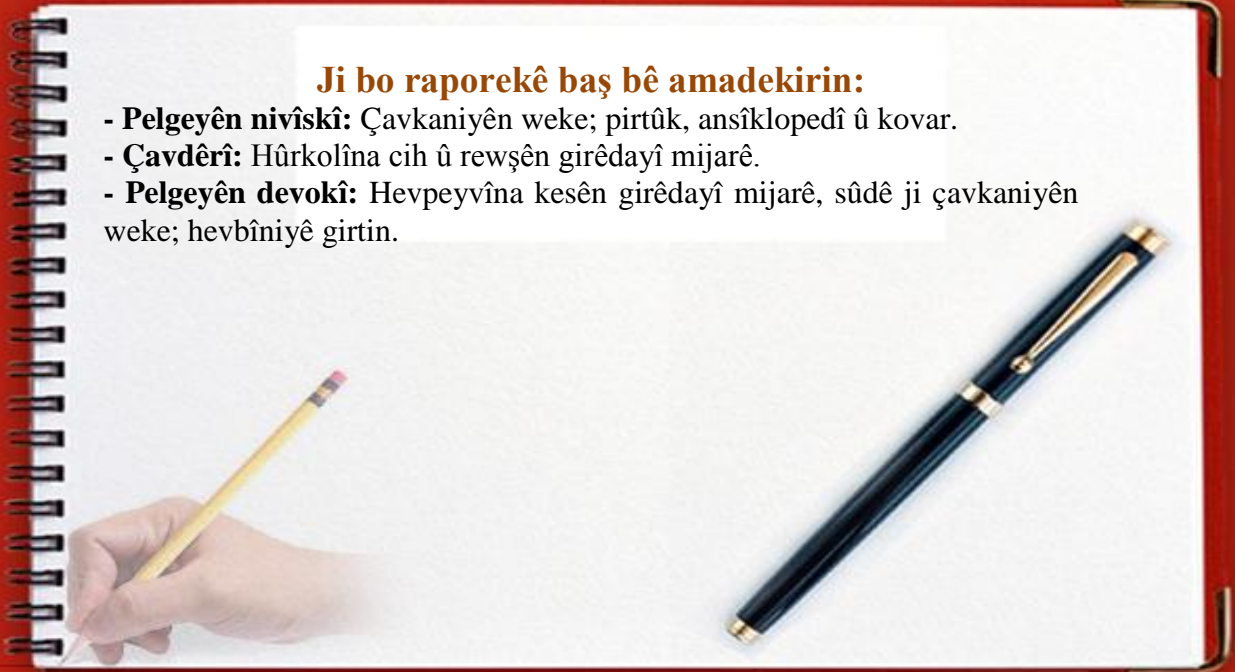 Ji bo raporekê baş bê amadekirin:
- Pelgeyên nivîskî: Çavkaniyên weke; pirtûk, ansîklopedî û kovar.
- Çavdêrî: Hûrkolîna cih û rewşên girêdayî mijarê.
- Pelgeyên devokî: Hevpeyvîna kesên girêdayî mijarê, sûdê ji çavkaniyên
weke; hevbîniyê girtin.